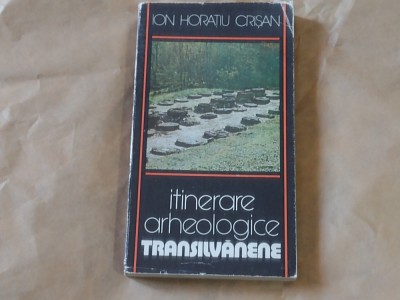 ION HORAȚIU CRIȘAN
itinerare
arheologice
TRANSILVĂNENE